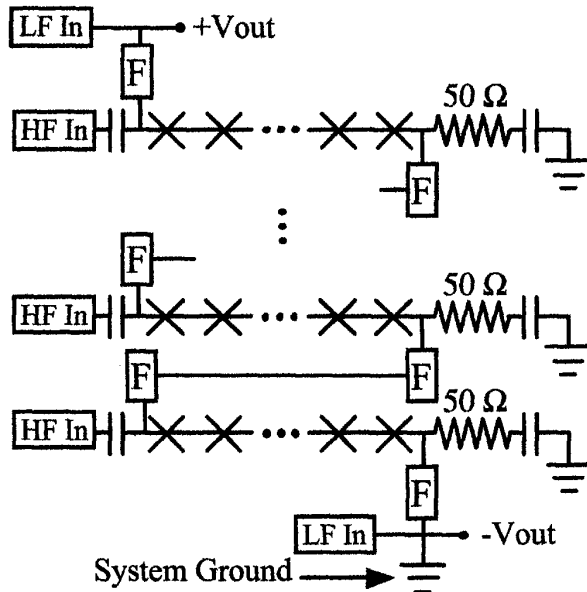 LF In
+Vout
F
HF In
50 Ω
F
F
HF In
50 Ω
F
F
HF In
50 Ω
F
LF In
-Vout
System Ground